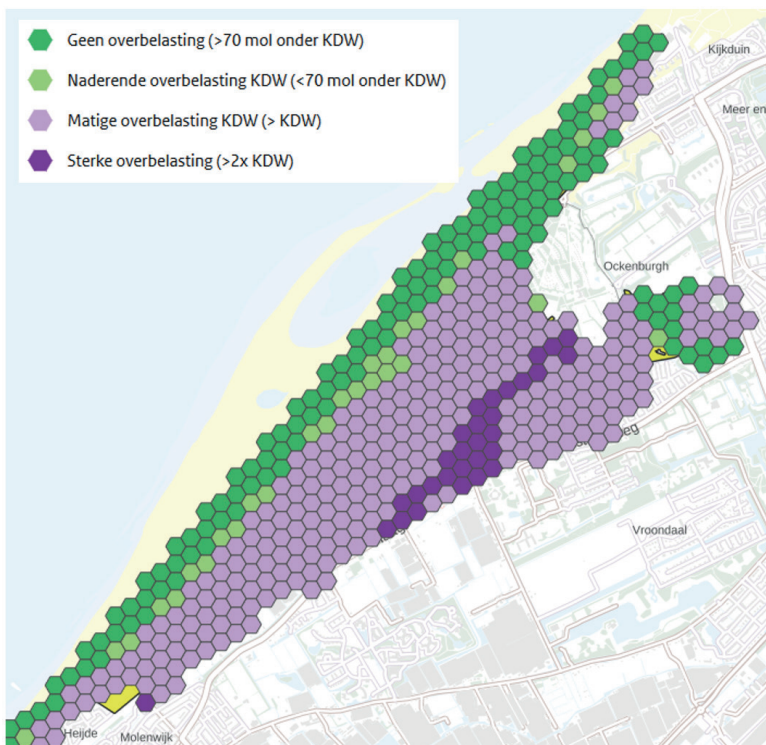 Geen overbelasting (>70 mol onder KDW)
Naderende overbelasting KDW (<70 mol onder KDW)
Matige overbelasting KDW (> KDW)
Sterke overbelasting (>2x KDW)
Kijkduin
Meer en
Ockenburgh
eg
Vroondaal
Heijde
Molenwijk